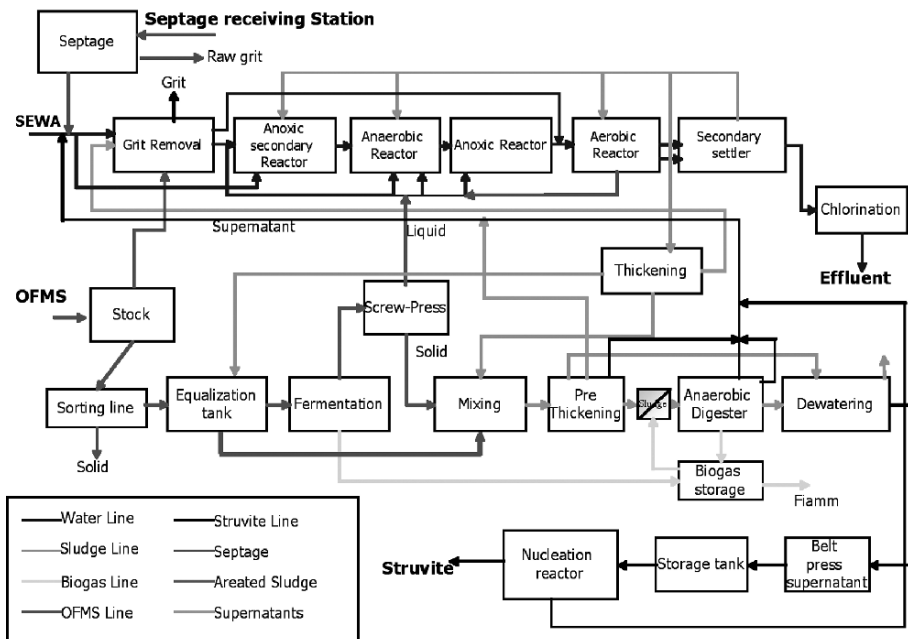 Septage receiving Station
Septage
Raw grit
Grit
SEWA
Grit Removal
Anoxic
secondary
Reactor
Anaerobic
Reactor
Anoxic Reactor
Aerobic
Reactor
Secondary
settler
Chlorination
Effluent
Supernatant
Liquid
Thickening
OFMS
Stock
Screw-Press
Solid
Sorting line
Equalization
tank
Fermentation
Mixing
Pre
Thickening
Sludge
Anaerobic
Digester
Dewatering
Solid
Biogas
storage
Fiamm
Water Line
Struvite Line
Sludge Line
Septage
Biogas Line
Areated Sludge
OFMS Line
Supernatants
Struvite
Nucleation
reactor
Storage tank
Belt
press
supernatant